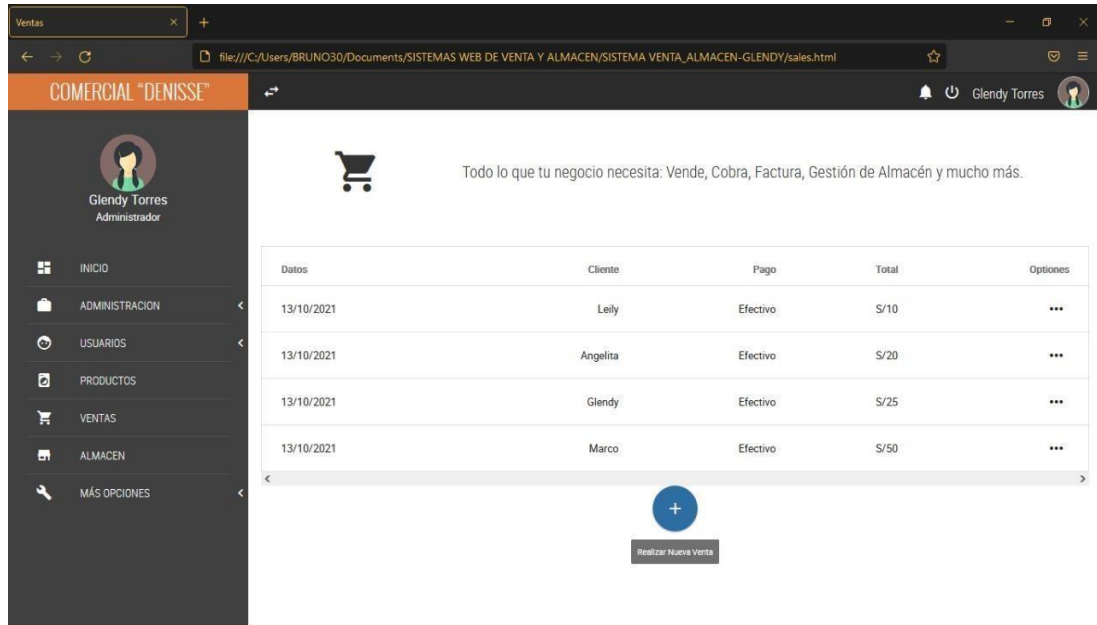 Ventas
file:///C:/Users/BRUNO30/Documents/SISTEMAS WEB DE VENTA Y ALMACEN/SISTEMA VENTA_ALMACEN-GLENDY/sales.html
COMERCIAL "DENISSE"
Glendy Torres
Glendy Torres
Administrador
INICIO
ADMINISTRACION
USUARIOS
PRODUCTOS
VENTAS
ALMACEN
MÁS OPCIONES
Todo lo que tu negocio necesita: Vende, Cobra, Factura, Gestión de Almacén y mucho más.
Datos Cliente Pago Total Optiones
13/10/2021 Leily Efectivo S/10
13/10/2021 Angelita Efectivo S/20
13/10/2021 Glendy Efectivo S/25
13/10/2021 Marco Efectivo S/50
Realizar Nueva Venta